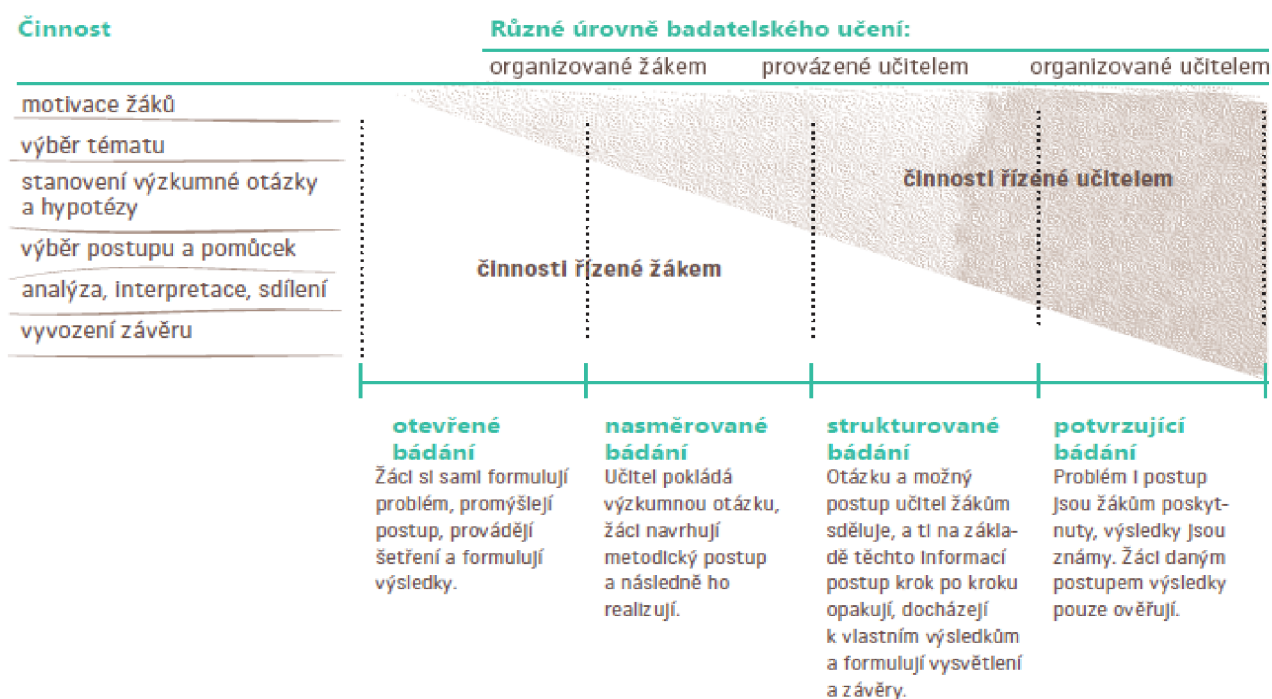 Činnost
Různé úrovně badatelského učení:
organizované žákem
provázené učitelem
organizované učitelem
motivace žáků
výběr tématu
stanovení výzkumné otázky
a hypotézy
výběr postupu a pomůcek
analýza, interpretace, sdílení
vyvození závěru
činnosti řízené učitelem
činnosti řízené žákem
otevřené
bádání
Žáci si sami formulují
problém, promýšlejí
postup, provádějí
šetření a formulují
výsledky.
nasměrované
bádání
Učitel pokládá
výzkumnou otázku,
žáci navrhují
metodický postup
a následně ho
realizují.
strukturované
bádání
Otázku a možný
postup učitel žákům
sděluje, a ti na zákla-
dě těchto informací
postup krok po kroku
opakují, docházejí
k vlastním výsledkům
a formulují vysvětlení
a závěry.
potvrzující
bádání
Problém i postup
jsou žákům poskyt-
nuty, výsledky jsou
známy. Žáci daným
postupem výsledky
pouze ověřují.